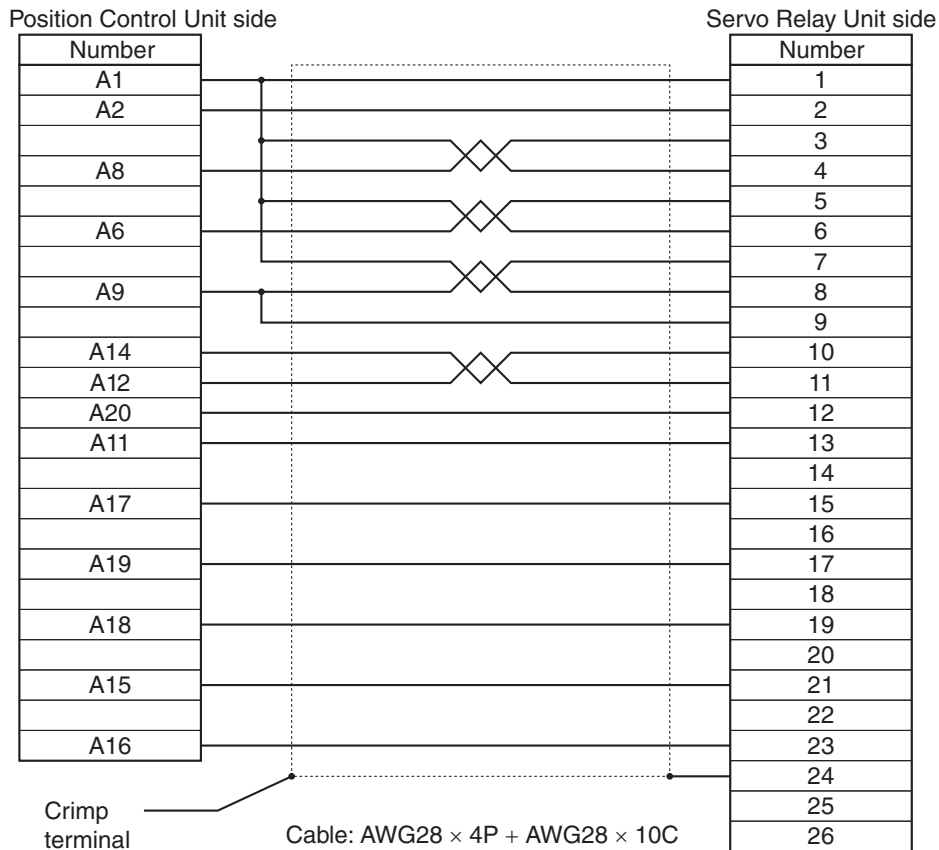 Position Control Unit side Servo Relay Unit side
Number Number
A1 1
A2 2
3
A8 4
5
A6 6
7
A9 8
9
A14 10
A12 11
A20 12
A11 13
14
A17 15
16
A19 17
18
A18 19
20
A15 21
22
A16 23
24
25
Crimp
terminal
Cable: AWG28 × 4P + AWG28 × 10C
26